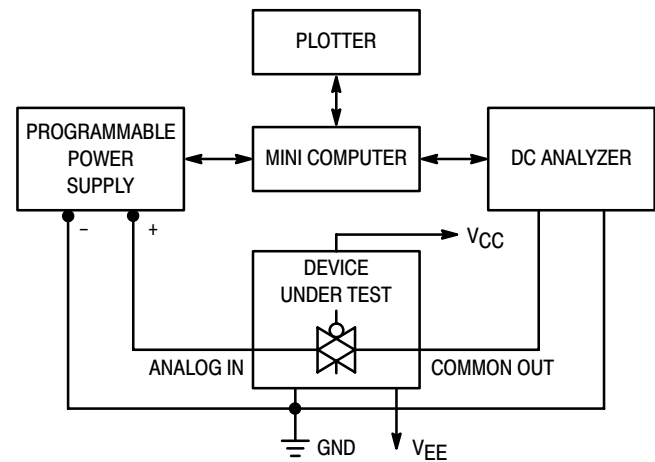 PLOTTER
PROGRAMMABLE
POWER
SUPPLY
MINI COMPUTER
DC ANALYZER
–
+
VCC
DEVICE
UNDER TEST
ANALOG IN
COMMON OUT
GND
VEE